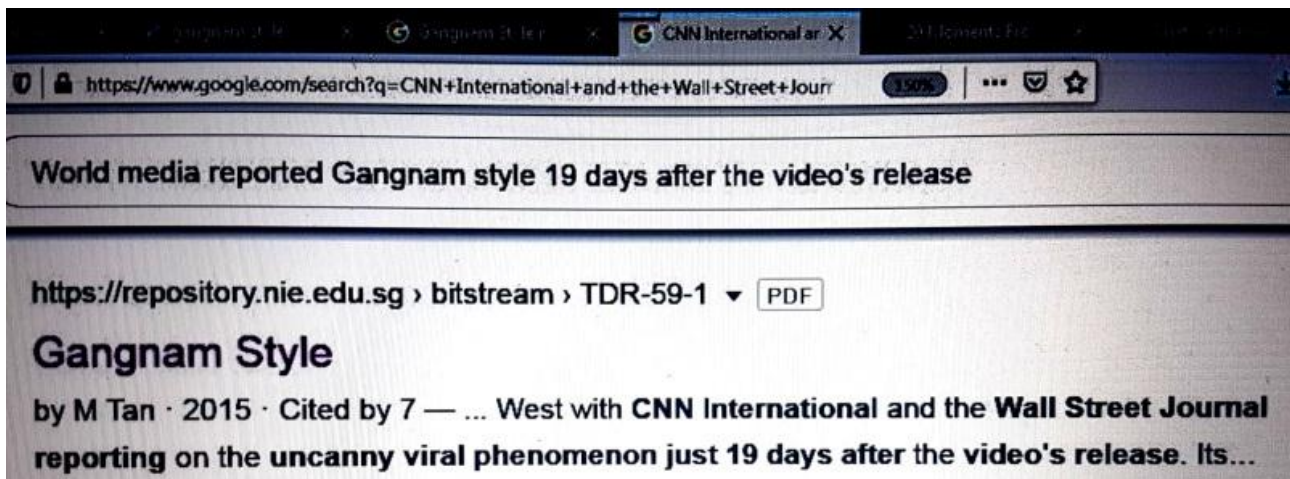 CNN International ar
https://www.google.com/search?q=CNN+International+and+the+Wall+Street+Jourr
150%
World media reported Gangnam style 19 days after the video's release
https://repository.nie.edu.sg › bitstream › TDR-59-1 PDF
Gangnam Style
by M Tan · 2015 · Cited by 7 — ... West with CNN International and the Wall Street Journal
reporting on the uncanny viral phenomenon just 19 days after the video's release. Its...